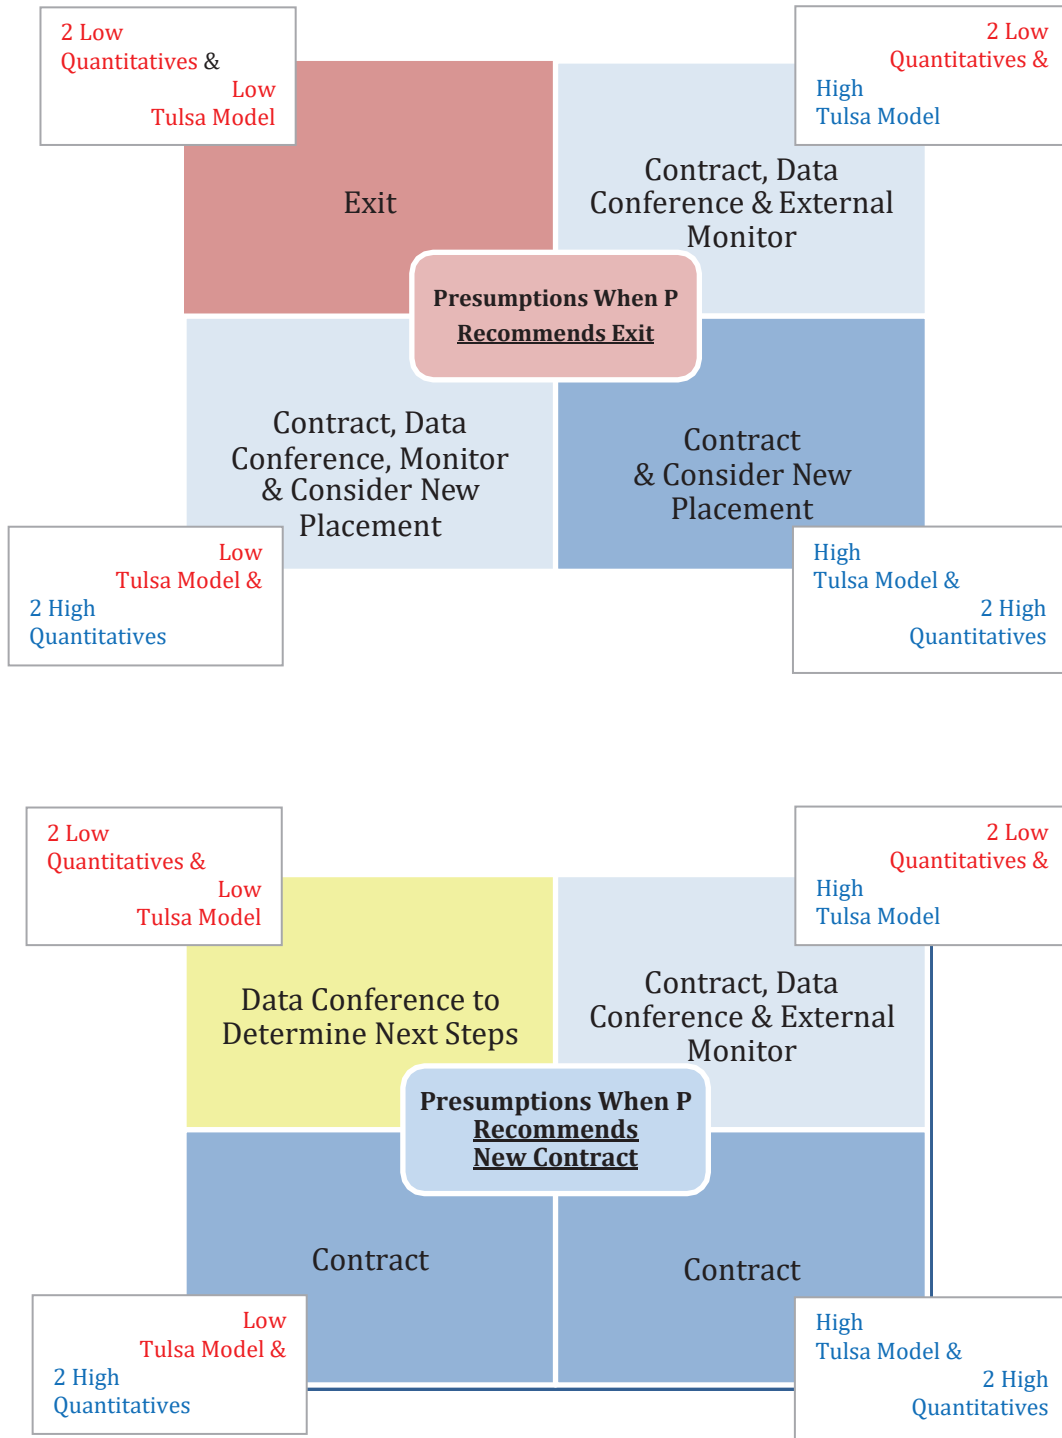 2 Low
Quantitatives &
Low
Tulsa Model
2 Low
Quantitatives &
High
Tulsa Model
Exit
Contract, Data
Conference & External
Monitor
Presumptions When P
Recommends Exit
Contract, Data
Conference, Monitor
& Consider New
Placement
Contract
& Consider New
Placement
Low
Tulsa Model &
2 High
Quantitatives
High
Tulsa Model &
2 High
Quantitatives
2 Low
Quantitatives &
Low
Tulsa Model
2 Low
Quantitatives &
High
Tulsa Model
Data Conference to
Determine Next Steps
Contract, Data
Conference & External
Monitor
Presumptions When P
Recommends
New Contract
Contract
Contract
Low
Tulsa Model &
2 High
Quantitatives
High
Tulsa Model &
2 High
Quantitatives